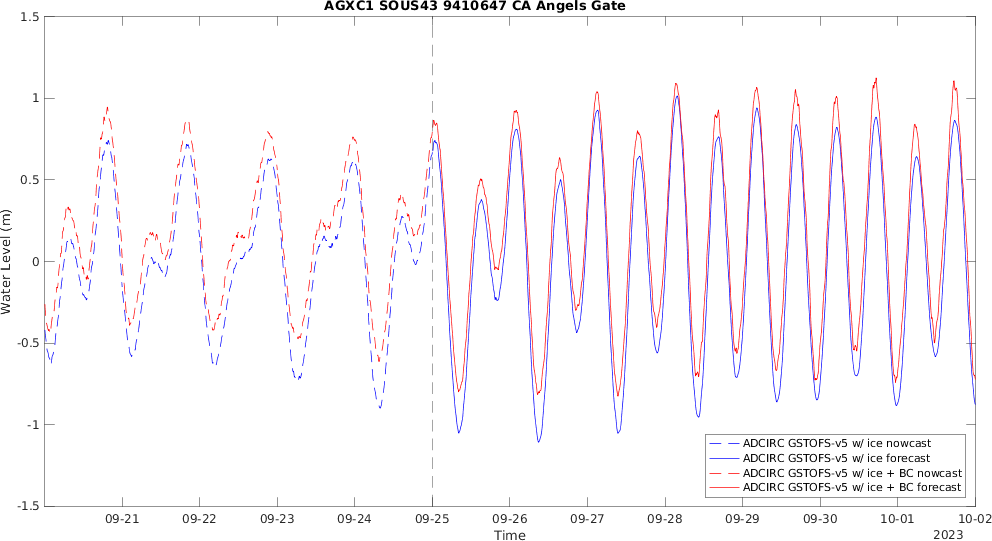 AGXC1 SOUS43 9410647 CA Angels Gate
Water Level (m)
1.5
1
0.5
0
-0.5
-1
-1.5
09-21 09-22 09-23 09-24 09-25 09-26 09-27 09-28 09-29 09-30 10-01 10-02
Time
2023
ADCIRC GSTOFS-v5 w/ ice nowcast
ADCIRC GSTOFS-v5 w/ ice forecast
ADCIRC GSTOFS-v5 w/ ice + BC nowcast
ADCIRC GSTOFS-v5 w/ ice + BC forecast